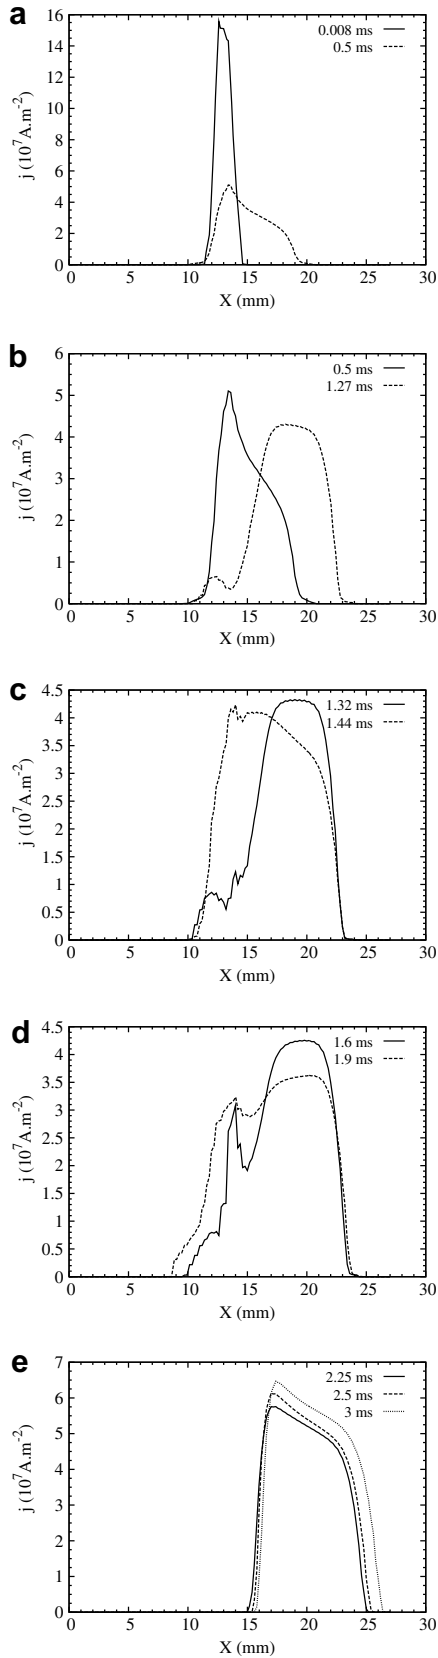 a
16
14
12
10
8
6
4
2
0
j (10⁷A.m⁻²)
0.008 ms
0.5 ms
0 5 10 15 20 25 30
X (mm)
b
6
5
4
3
2
1
0
j (10⁷A.m⁻²)
0.5 ms
1.27 ms
0 5 10 15 20 25 30
X (mm)
c
4.5
4
3.5
3
2.5
2
1.5
1
0.5
0
j (10⁷A.m⁻²)
1.32 ms
1.44 ms
0 5 10 15 20 25 30
X (mm)
d
4.5
4
3.5
3
2.5
2
1.5
1
0.5
0
j (10⁷A.m⁻²)
1.6 ms
1.9 ms
0 5 10 15 20 25 30
X (mm)
e
7
6
5
4
3
2
1
0
j (10⁷A.m⁻²)
2.25 ms
2.5 ms
3 ms
0 5 10 15 20 25 30
X (mm)